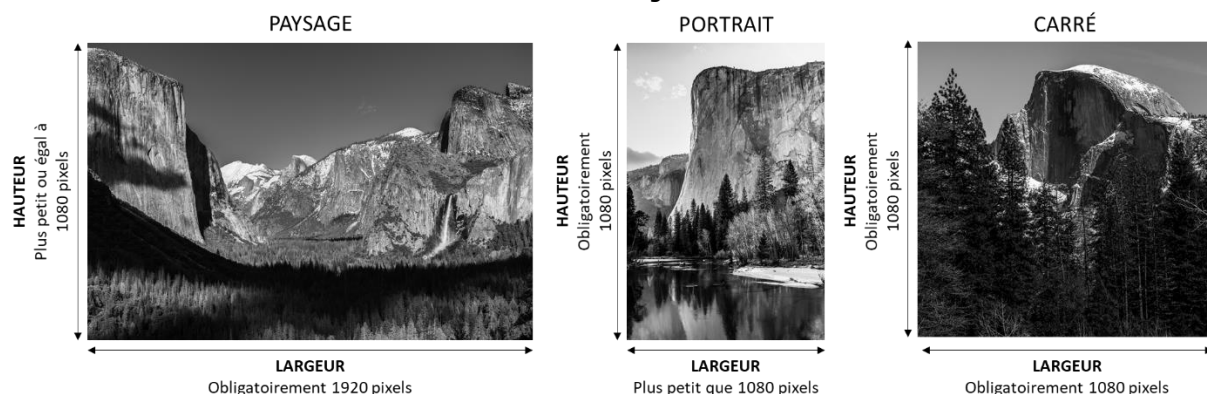 PAYSAGE
HAUTEUR
Plus petit ou égal à
1080 pixels
LARGEUR
Obligatoirement 1920 pixels
PORTRAIT
HAUTEUR
Obligatoirement
1080 pixels
LARGEUR
Plus petit que 1080 pixels
CARRÉ
HAUTEUR
Obligatoirement
1080 pixels
LARGEUR
Obligatoirement 1080 pixels